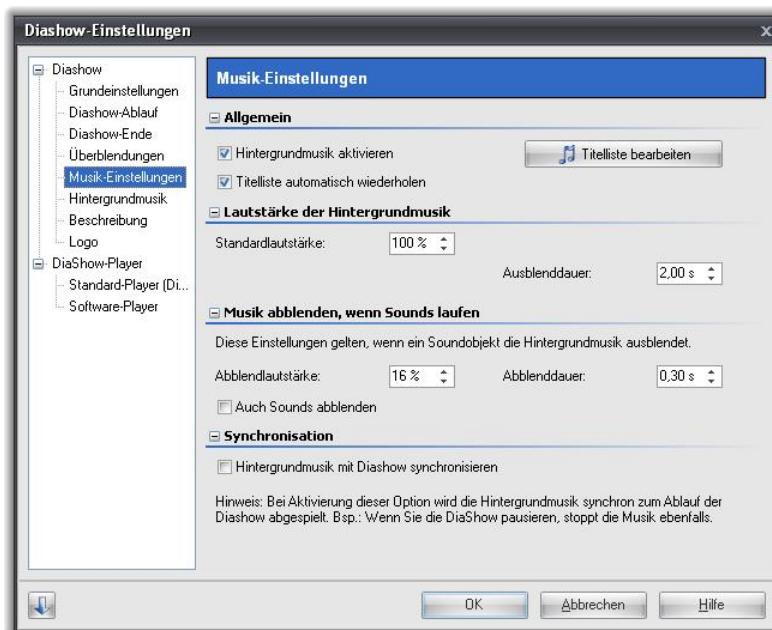 Diashow-Einstellungen
x
Diashow
Grundeinstellungen
Diashow-Ablauf
Diashow-Ende
Überblendungen
Musik-Einstellungen
Hintergrundmusik
Beschreibung
Logo
DiaShow-Player
Standard-Player (Di...
Software-Player
Musik-Einstellungen
Allgemein
Hintergrundmusik aktivieren
Titelliste bearbeiten
Titelliste automatisch wiederholen
Lautstärke der Hintergrundmusik
Standardlautstärke: 100 %
Ausblenddauer: 2,00 s
Musik abblenden, wenn Sounds laufen
Diese Einstellungen gelten, wenn ein Soundobjekt die Hintergrundmusik ausblendet.
Abblendlautstärke: 16 % Abblenddauer: 0,30 s
Auch Sounds abblenden
Synchronisation
Hintergrundmusik mit Diashow synchronisieren
Hinweis: Bei Aktivierung dieser Option wird die Hintergrundmusik synchron zum Ablauf der
Diashow abgespielt. Bsp.: Wenn Sie die DiaShow pausieren, stoppt die Musik ebenfalls.
OK Abbrechen Hilfe